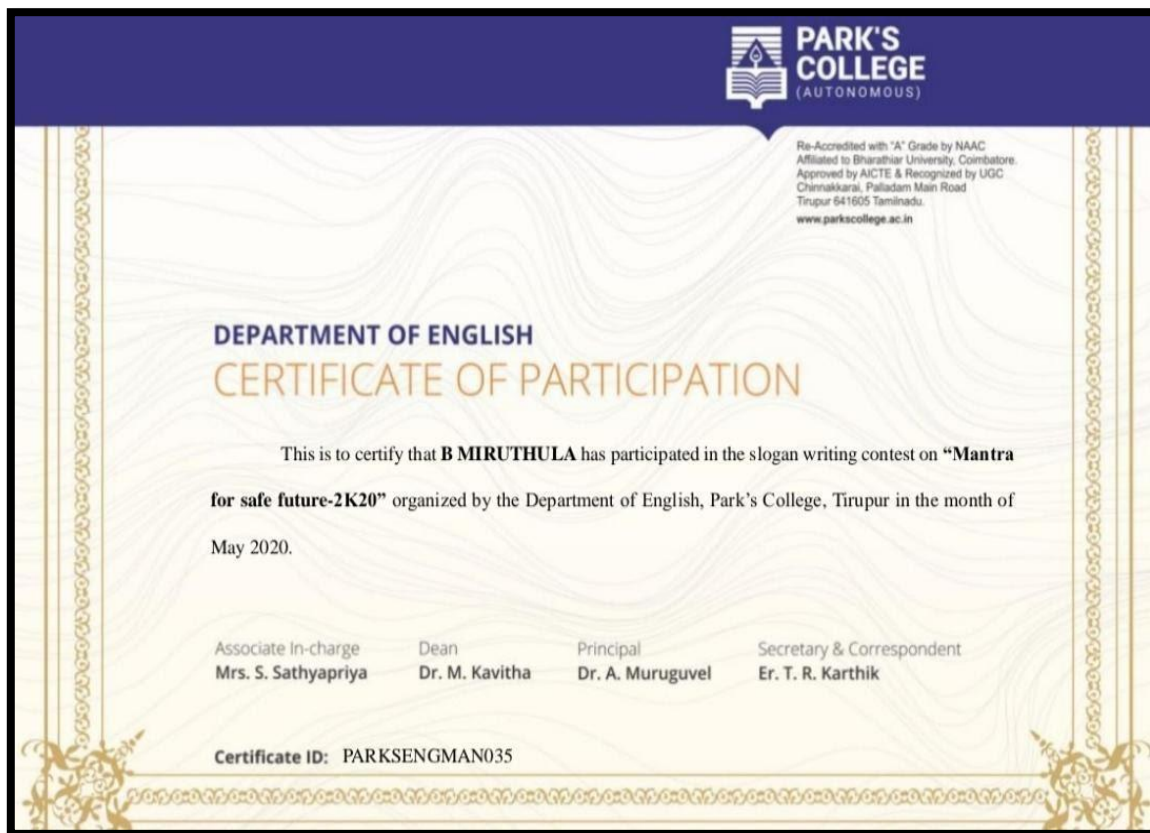 PARK'S
COLLEGE
(AUTONOMOUS)
Re-Accredited with "A" Grade by NAAC
Affiliated to Bharathiar University, Coimbatore.
Approved by AICTE & Recognized by UGC
Chinnakkarai, Palladam Main Road
Tirupur 641605 Tamilnadu.
www.parkscollege.ac.in
DEPARTMENT OF ENGLISH
CERTIFICATE OF PARTICIPATION
This is to certify that B MIRUTHULA has participated in the slogan writing contest on “Mantra
for safe future-2K20” organized by the Department of English, Park’s College, Tirupur in the month of
May 2020.
Associate In-charge Dean Principal Secretary & Correspondent
Mrs. S. Sathyapriya Dr. M. Kavitha Dr. A. Muruguvel Er. T. R. Karthik
Certificate ID: PARKSENGMAN035